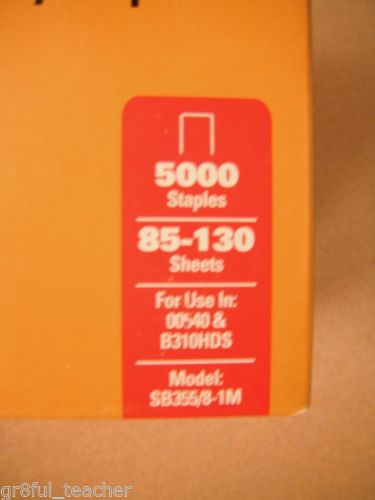 5000
Staples
85-130
Sheets
For Use In:
00540 &
B310HDS
Model:
SB355/8-1M
gr8ful_teacher